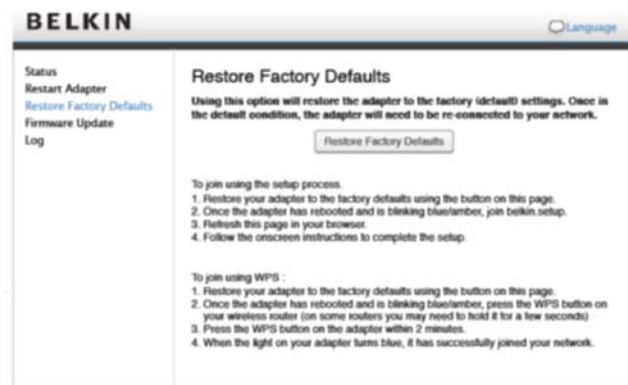 BELKIN
Language
Status
Restart Adapter
Restore Factory Defaults
Firmware Update
Log
Restore Factory Defaults
Using this option will restore the adapter to the factory (default) settings. Once in
the default condition, the adapter will need to be re-connected to your network.
Restore Factory Defaults
To join using the setup process.
1. Restore your adapter to the factory defaults using the button on this page.
2. Once the adapter has rebooted and is blinking blue/amber, join belkin.setup.
3. Refresh this page in your browser.
4. Follow the onscreen instructions to complete the setup.
To join using WPS :
1. Restore your adapter to the factory defaults using the button on this page.
2. Once the adapter has rebooted and is blinking blue/amber, press the WPS button on
your wireless router (on some routers you may need to hold it for a few seconds)
3. Press the WPS button on the adapter within 2 minutes.
4. When the light on your adapter turns blue, it has successfully joined your network.